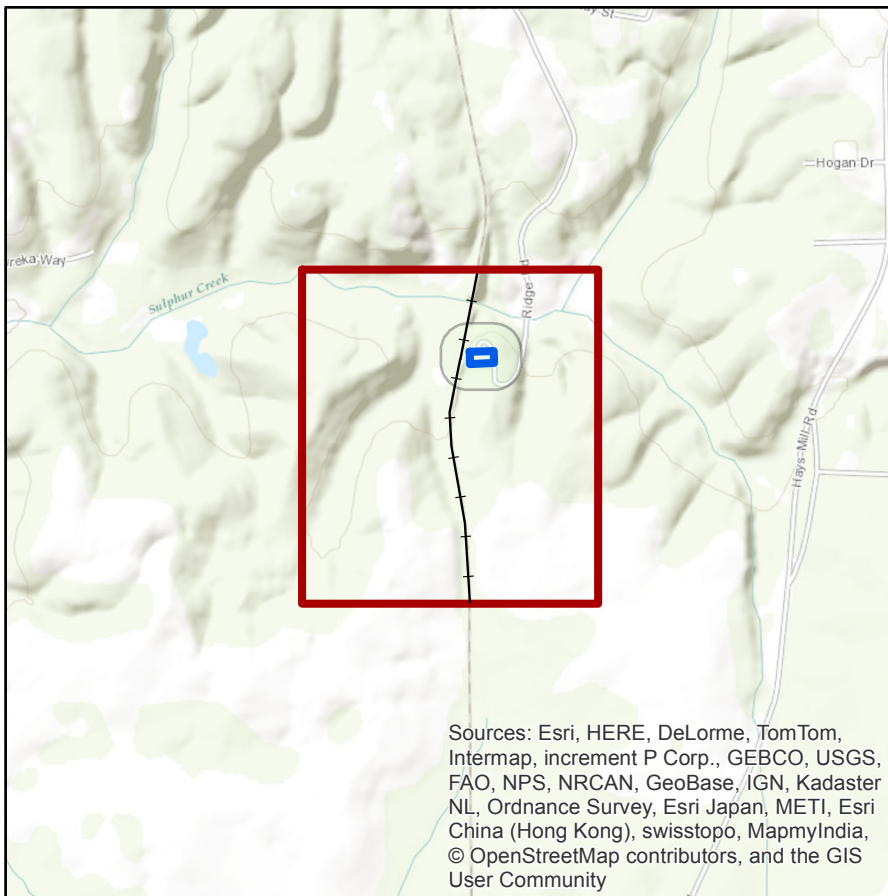 Hogan Dr
Sulphur Creek
Ridge Rd
Hays Mill Rd
Sources: Esri, HERE, DeLorme, TomTom,
Intermap, increment P Corp., GEBCO, USGS,
FAO, NPS, NRCAN, GeoBase, IGN, Kadaster
NL, Ordnance Survey, Esri Japan, METI, Esri
China (Hong Kong), swisstopo, MapmyIndia,
© OpenStreetMap contributors, and the GIS
User Community